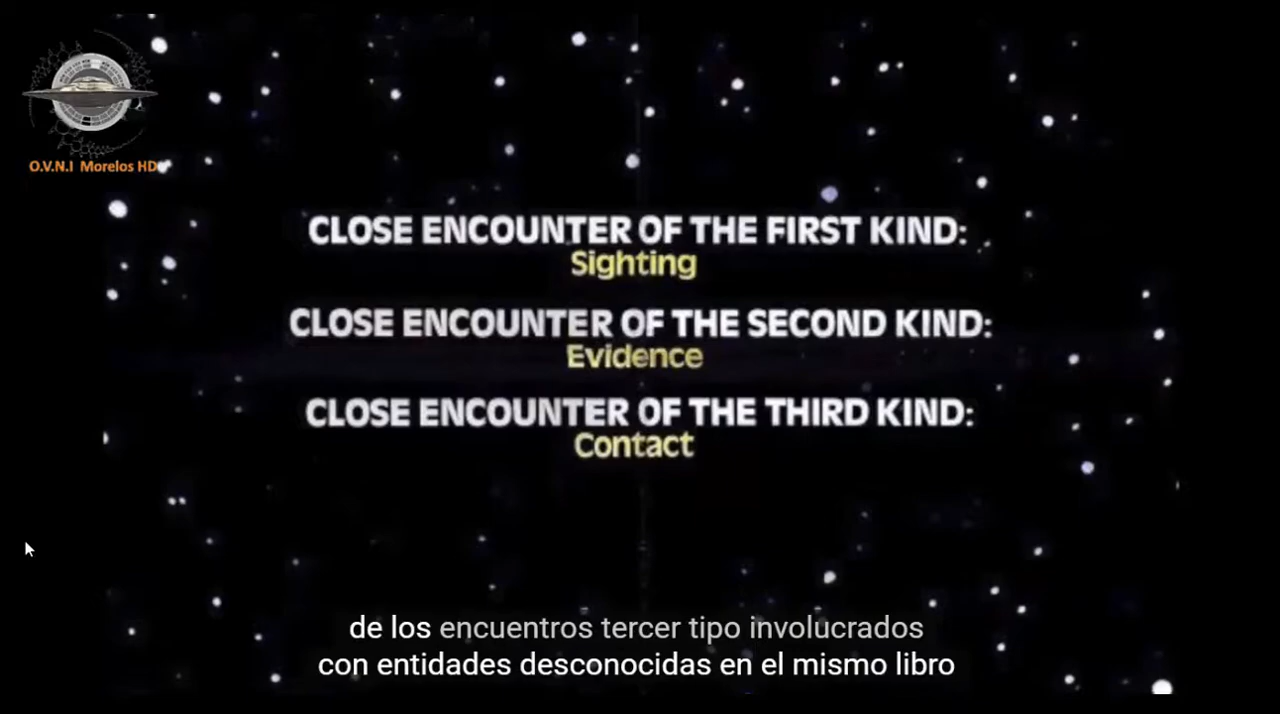 O.V.N.I Morelos HD
CLOSE ENCOUNTER OF THE FIRST KIND:
Sighting
CLOSE ENCOUNTER OF THE SECOND KIND:
Evidence
CLOSE ENCOUNTER OF THE THIRD KIND:
Contact
de los encuentros tercer tipo involucrados
con entidades desconocidas en el mismo libro